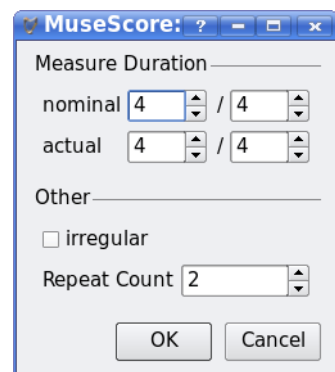 MuseScore: ?
Measure Duration
nominal 4 / 4
actual 4 / 4
Other
irregular
Repeat Count 2
OK Cancel